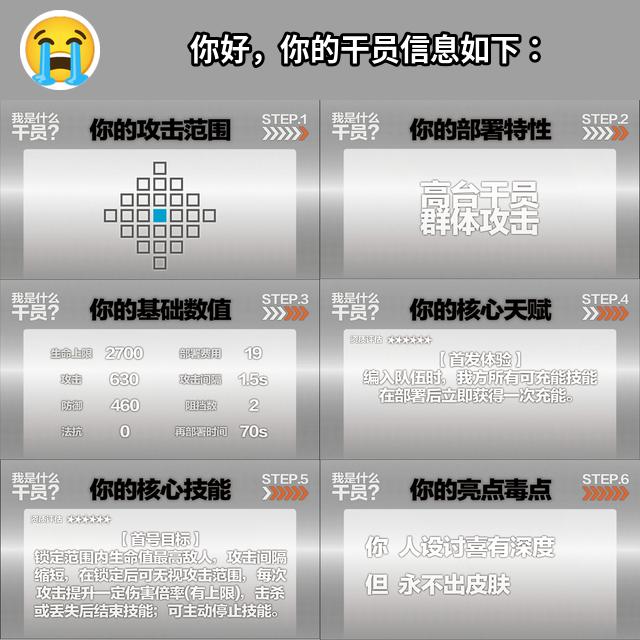 你好，你的干员信息如下：
我是什么
干员？
你的攻击范围
STEP.1
我是什么
干员？
你的部署特性
STEP.2
高台干员
群体攻击
我是什么
干员？
你的基础数值
STEP.3
生命上限 2700 部署费用 19
攻击 630 攻击间隔 1.5s
防御 460 阻挡数 2
法抗 0 再部署时间 70s
我是什么
干员？
你的核心天赋
STEP.4
资质评估 ★★★★★★
【首发体验】
编入队伍时，我方所有可充能技能
在部署后立即获得一次充能。
我是什么
干员？
你的核心技能
STEP.5
资质评估 ★★★★★★
【首号目标】
锁定范围内生命值最高敌人，攻击间隔
缩短，在锁定后可无视攻击范围，每次
攻击提升一定伤害倍率(有上限)，击杀
或丢失后结束技能；可主动停止技能。
我是什么
干员？
你的亮点毒点
STEP.6
你 人设讨喜有深度
但 永不出皮肤